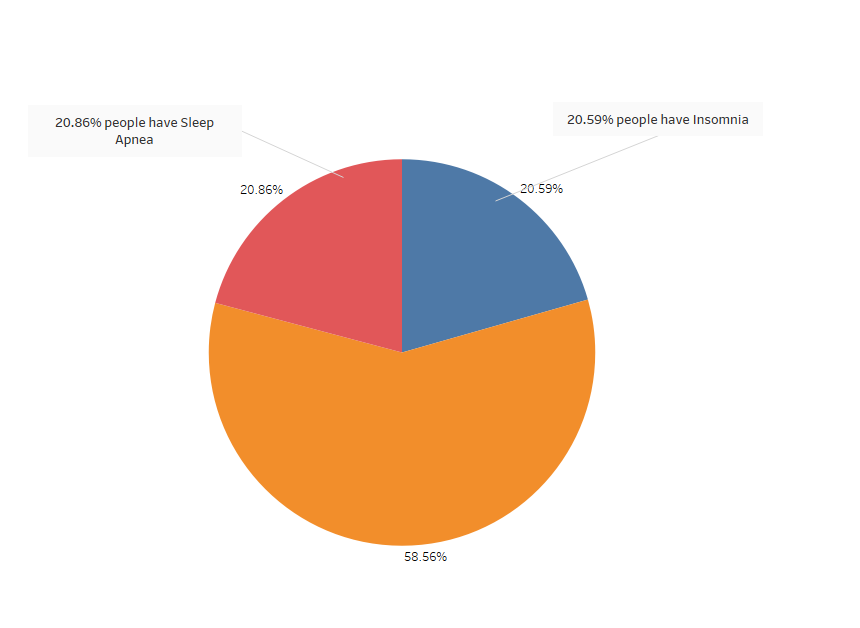 20.86% people have Sleep
Apnea
20.59% people have Insomnia
20.86%
20.59%
58.56%